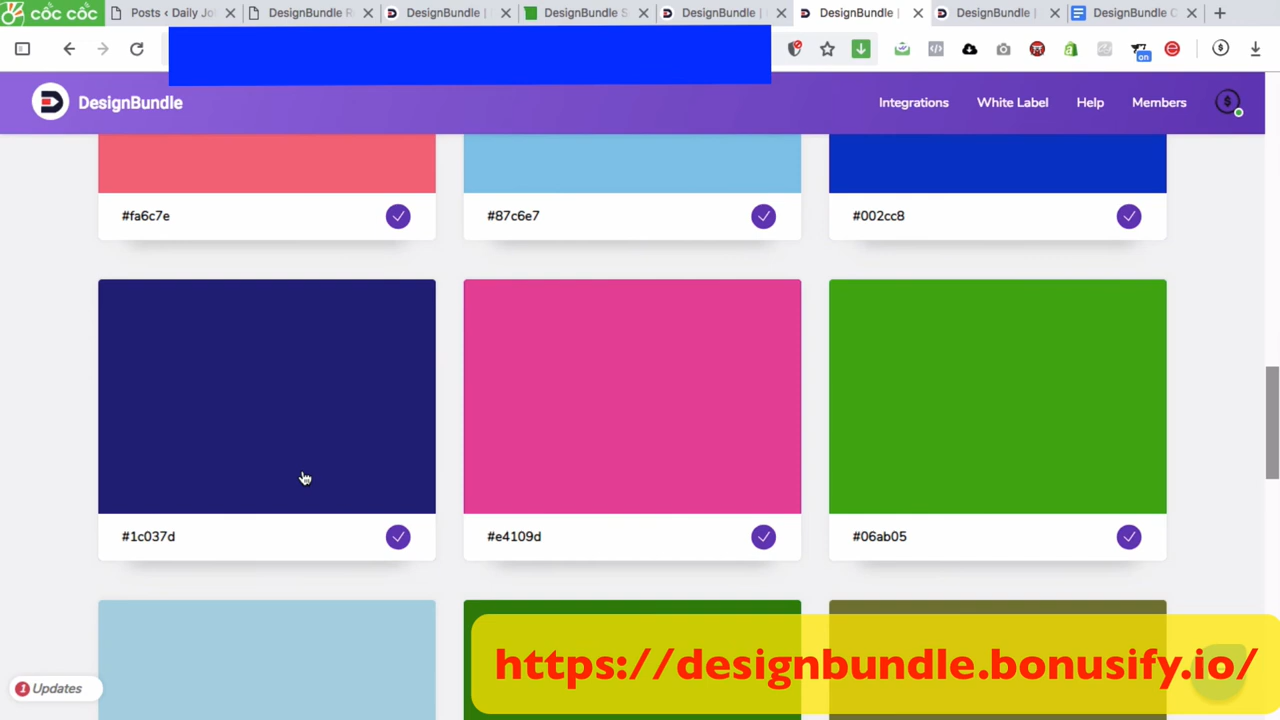 cốc cốc
Posts ‹ Daily Jo
DesignBundle R
DesignBundle |
DesignBundle S
DesignBundle |
DesignBundle |
DesignBundle |
DesignBundle C
on
DesignBundle
Integrations
White Label
Help
Members
#fa6c7e
#87c6e7
#002cc8
#1c037d
#e4109d
#06ab05
1 Updates
https://designbundle.bonusify.io/